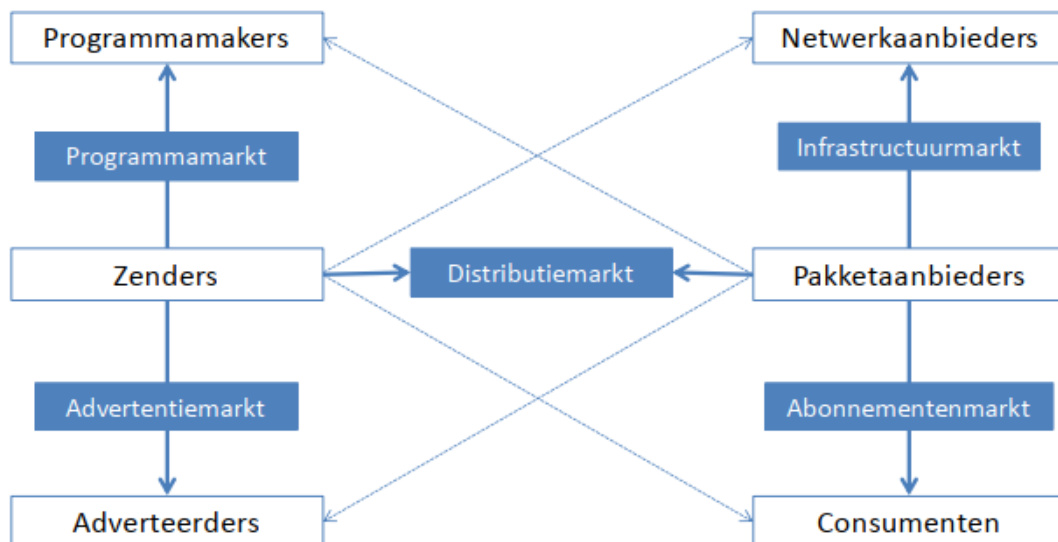 Programmamakers
Netwerkaanbieders
Programmamarkt
Infrastructuurmarkt
Zenders
Distributiemarkt
Pakketaanbieders
Advertentiemarkt
Abonnementenmarkt
Adverteerders
Consumenten